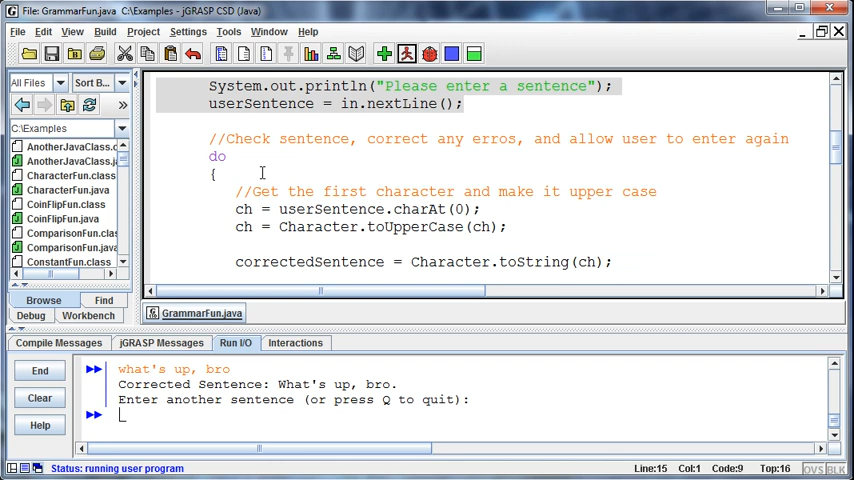 File: GrammarFun.java - jGRASP CSD (Java)
File Edit View Build Project Settings Tools Window Help
All Files Sort B...
C:\Examples
AnotherJavaClass.c
AnotherJavaClass.j
CharacterFun.class
CharacterFun.java
CoinFlipFun.class
CoinFlipFun.java
ComparisonFun.class
ComparisonFun.java
ConstantFun.class
Browse Find
Debug Workbench
System.out.println("Please enter a sentence");
userSentence = in.nextLine();
//Check sentence, correct any erros, and allow user to enter again
do
{
//Get the first character and make it upper case
ch = userSentence.charAt(0);
ch = Character.toUpperCase(ch);
correctedSentence = Character.toString(ch);
GrammarFun.java
Compile Messages jGRASP Messages Run I/O Interactions
End
Clear
Help
what's up, bro
Corrected Sentence: What's up, bro.
Enter another sentence (or press Q to quit):
Status: running user program
Line:15 Col:1 Code:9 Top:16 OVS BLK